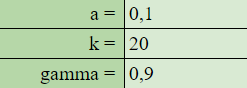 a = 0,1
k = 20
gamma = 0,9